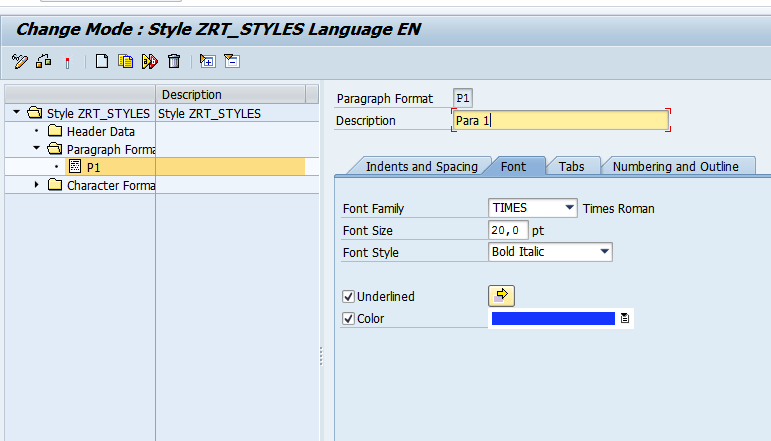 Change Mode : Style ZRT_STYLES Language EN
Description
Style ZRT_STYLES Style ZRT_STYLES
Header Data
Paragraph Forma
P1
Character Forma
Paragraph Format P1
Description Para 1
Indents and Spacing Font Tabs Numbering and Outline
Font Family TIMES Times Roman
Font Size 20,0 pt
Font Style Bold Italic
Underlined
Color